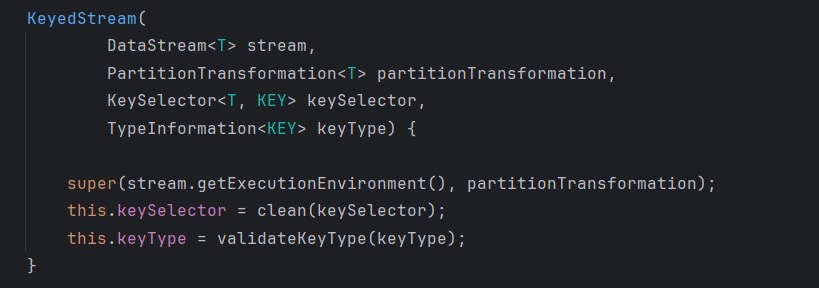 KeyedStream(
DataStream<T> stream,
PartitionTransformation<T> partitionTransformation,
KeySelector<T, KEY> keySelector,
TypeInformation<KEY> keyType) {
super(stream.getExecutionEnvironment(), partitionTransformation);
this.keySelector = clean(keySelector);
this.keyType = validateKeyType(keyType);
}